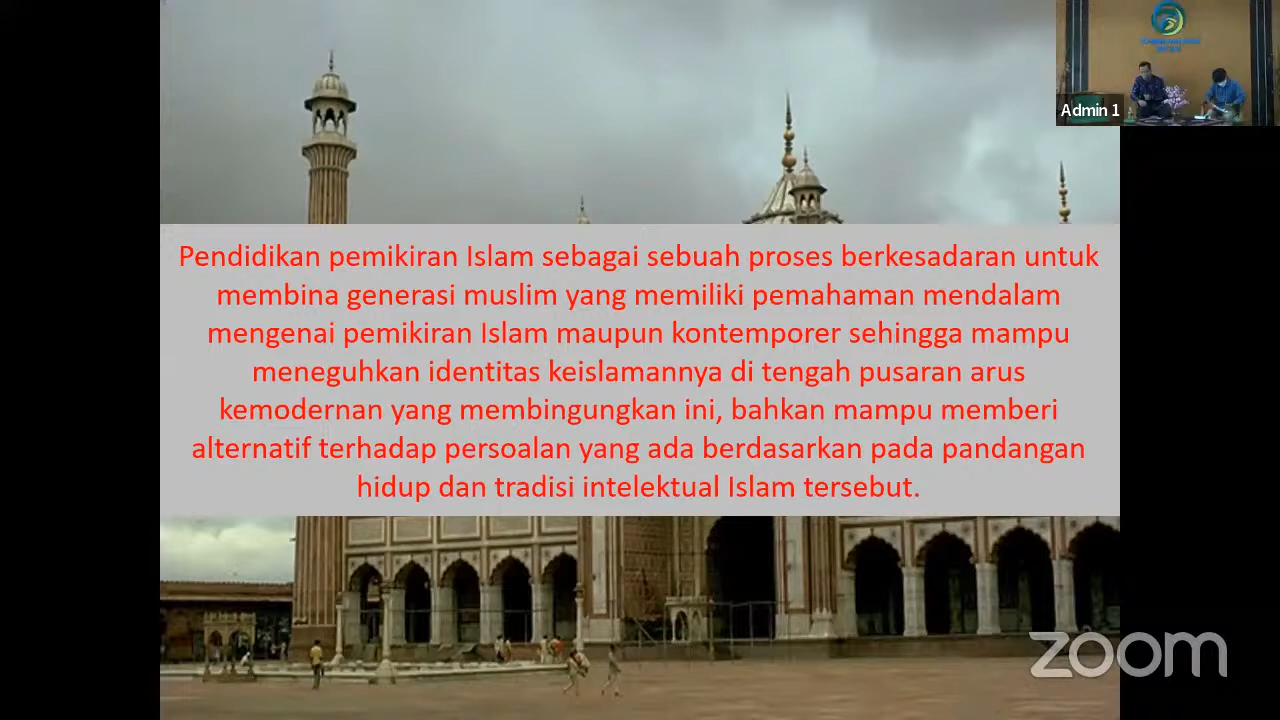 Admin 1
Pendidikan pemikiran Islam sebagai sebuah proses berkesadaran untuk
membina generasi muslim yang memiliki pemahaman mendalam
mengenai pemikiran Islam maupun kontemporer sehingga mampu
meneguhkan identitas keislamannya di tengah pusaran arus
kemodernan yang membingungkan ini, bahkan mampu memberi
alternatif terhadap persoalan yang ada berdasarkan pada pandangan
hidup dan tradisi intelektual Islam tersebut.
zoom